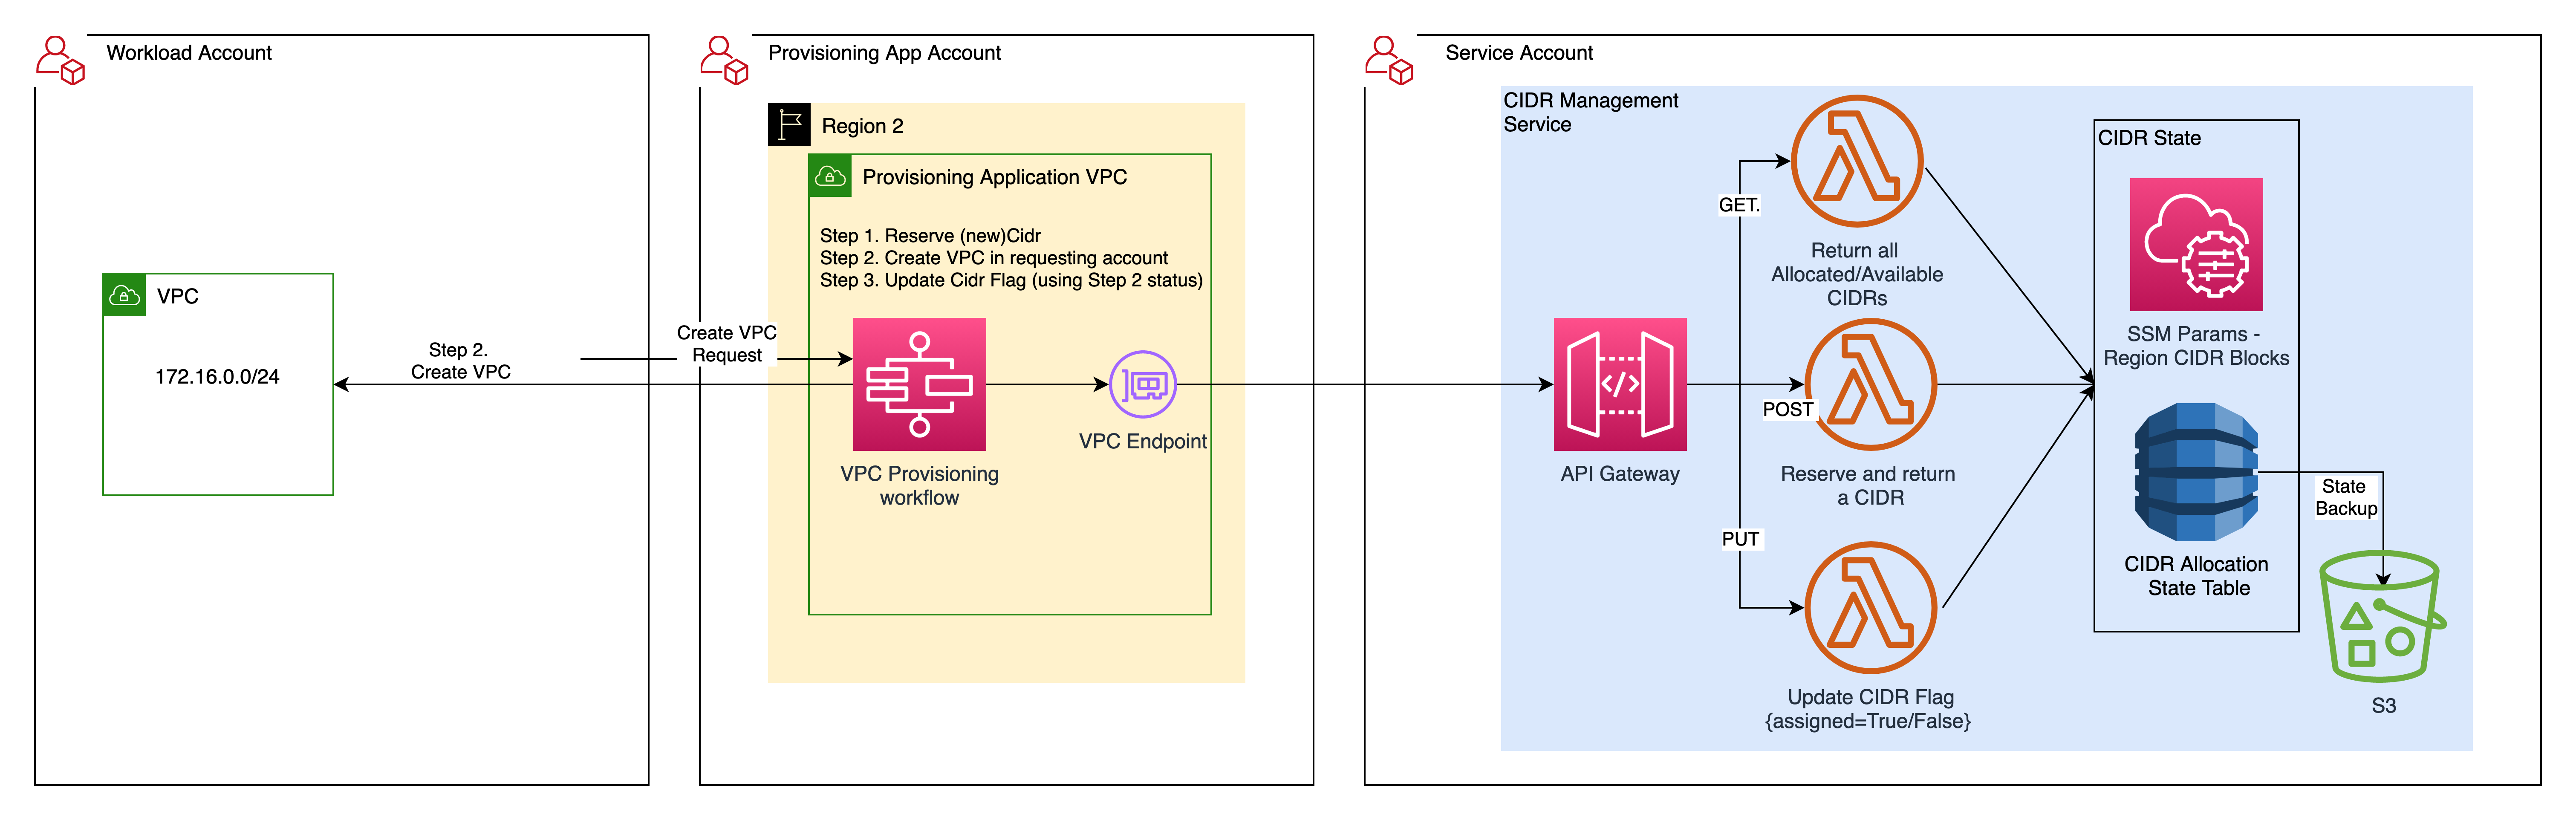 Workload Account
VPC
172.16.0.0/24
Step 2.
Create VPC
Create VPC
Request
Provisioning App Account
Region 2
Provisioning Application VPC
Step 1. Reserve (new)Cidr
Step 2. Create VPC in requesting account
Step 3. Update Cidr Flag (using Step 2 status)
VPC Provisioning
workflow
VPC Endpoint
Service Account
CIDR Management
Service
API Gateway
GET.
POST
PUT
Return all
Allocated/Available
CIDRs
Reserve and return
a CIDR
Update CIDR Flag
{assigned=True/False}
CIDR State
SSM Params -
Region CIDR Blocks
CIDR Allocation
State Table
State
Backup
S3